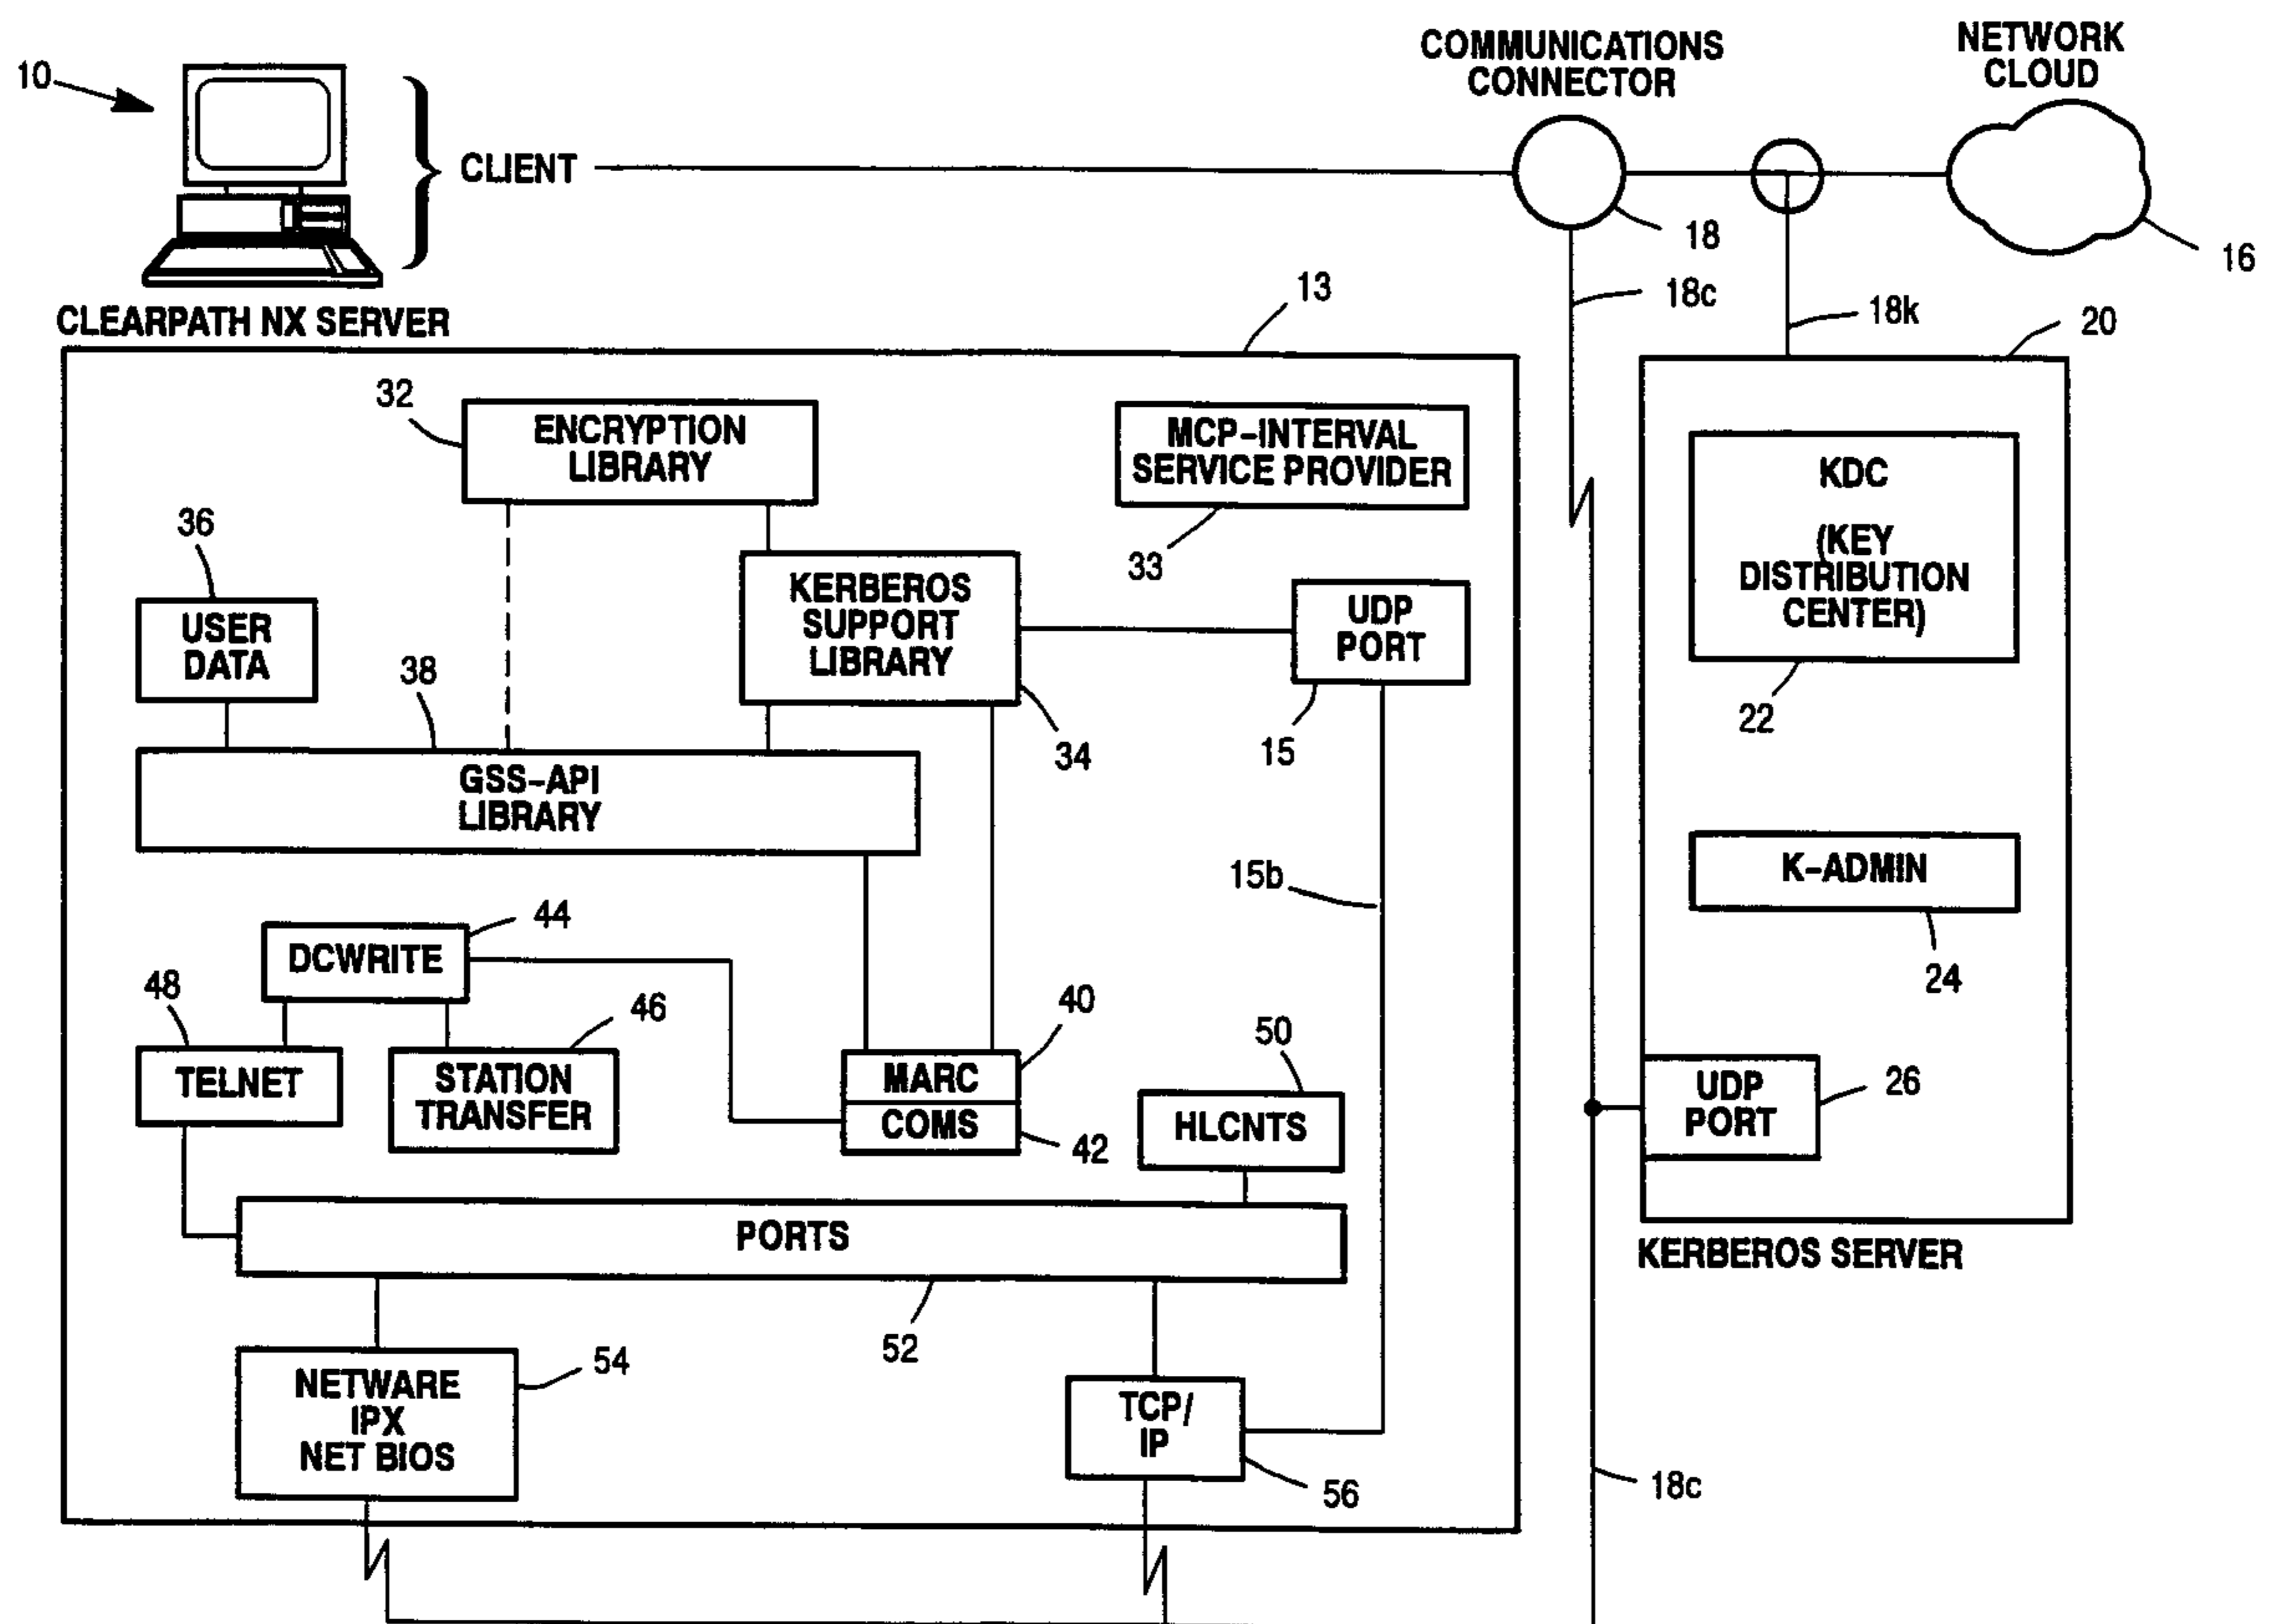 COMMUNICATIONS
CONNECTOR
NETWORK
CLOUD
10
CLIENT
18
16
CLEARPATH NX SERVER
13
18c
18k
20
32
ENCRYPTION
LIBRARY
MCP-INTERVAL
SERVICE PROVIDER
33
KDC
(KEY
DISTRIBUTION
CENTER)
22
36
USER
DATA
KERBEROS
SUPPORT
LIBRARY
34
UDP
PORT
15
38
GSS-API
LIBRARY
15b
K-ADMIN
24
44
DCWRITE
48
TELNET
46
STATION
TRANSFER
40
MARC
COMS
42
50
HLCNTS
UDP
PORT
26
PORTS
52
KERBEROS SERVER
54
NETWARE
IPX
NET BIOS
TCP/
IP
56
18c